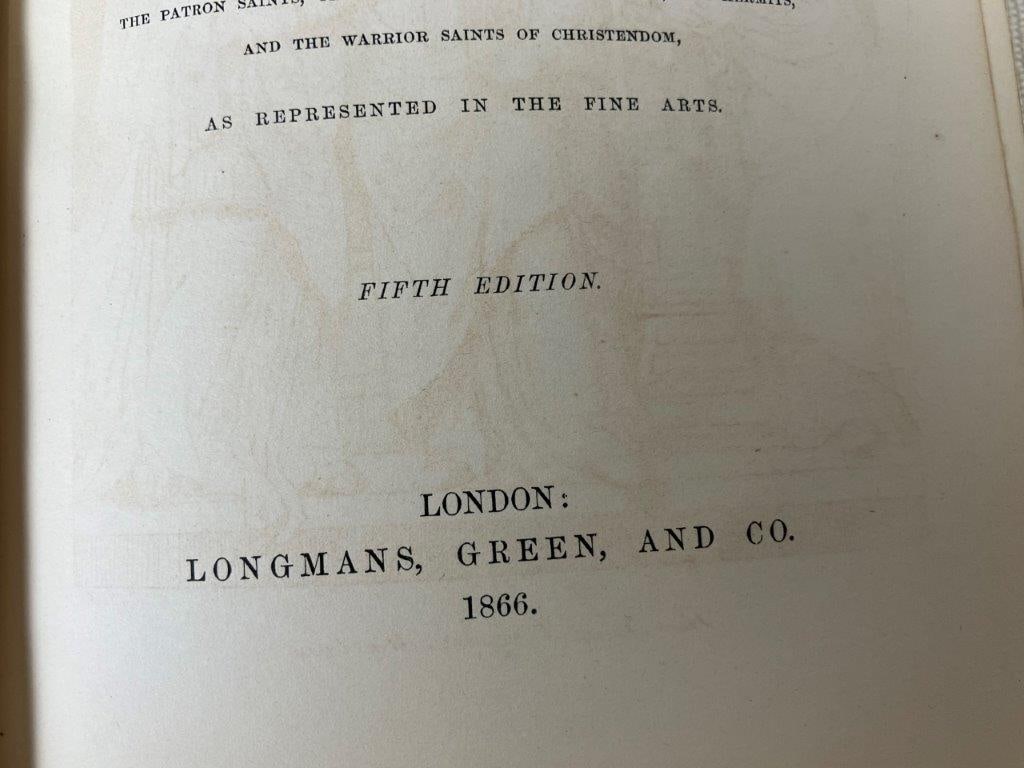 THE PATRON SAINTS,
AND THE WARRIOR SAINTS OF CHRISTENDOM,
AS REPRESENTED IN THE FINE ARTS.
FIFTH EDITION.
LONDON:
LONGMANS, GREEN, AND CO.
1866.